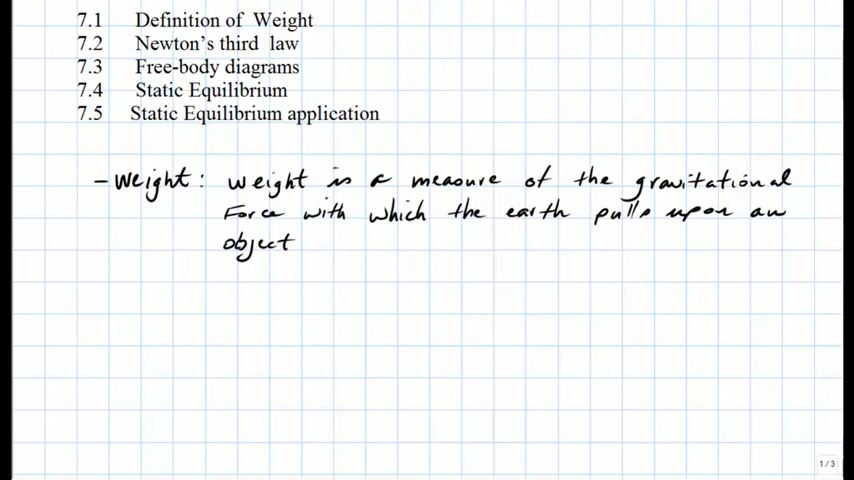 7.1 Definition of Weight
7.2 Newton's third law
7.3 Free-body diagrams
7.4 Static Equilibrium
7.5 Static Equilibrium application
- Weight: weight is a measure of the gravitational
Force with which the earth pulls upon an
object
1/3